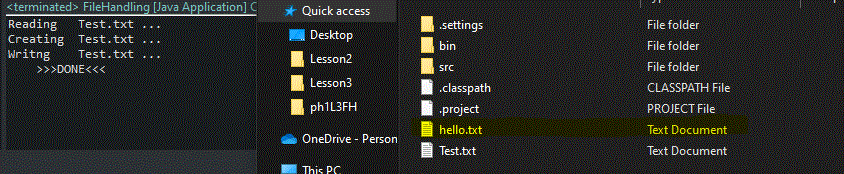 <terminated> FileHandling [Java Application] C
Reading Test.txt ...
Creating Test.txt ...
Writng Test.txt ...
>>>DONE<<<
Quick access
Desktop
Lesson2
Lesson3
ph1L3FH
OneDrive - Person
This PC
.settings File folder
bin File folder
src File folder
.classpath CLASSPATH File
.project PROJECT File
hello.txt Text Document
Test.txt Text Document